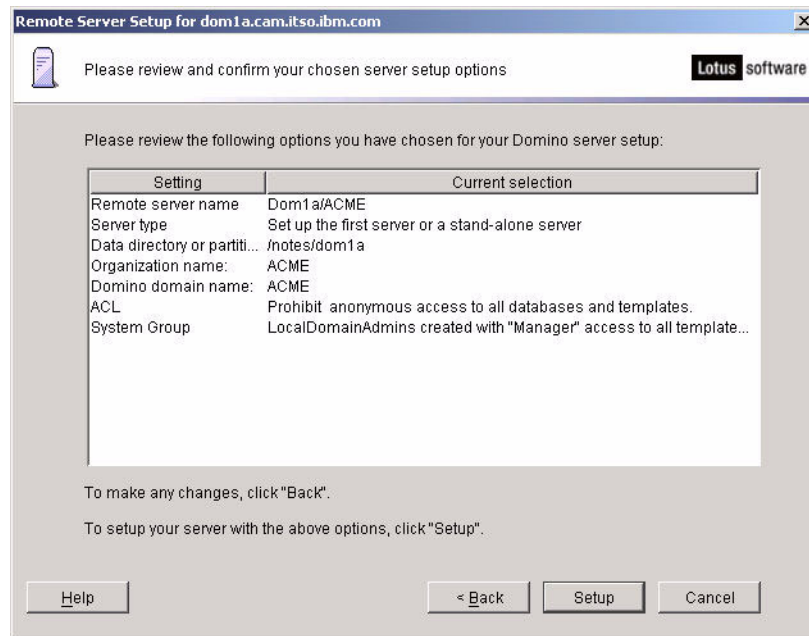 Remote Server Setup for dom1a.cam.itso.ibm.com
Please review and confirm your chosen server setup options
Lotus software
Please review the following options you have chosen for your Domino server setup:
Setting Current selection
Remote server name Dom1a/ACME
Server type Set up the first server or a stand-alone server
Data directory or partiti... /notes/dom1a
Organization name: ACME
Domino domain name: ACME
ACL Prohibit anonymous access to all databases and templates.
System Group LocalDomainAdmins created with "Manager" access to all template...
To make any changes, click "Back".
To setup your server with the above options, click "Setup".
Help < Back Setup Cancel